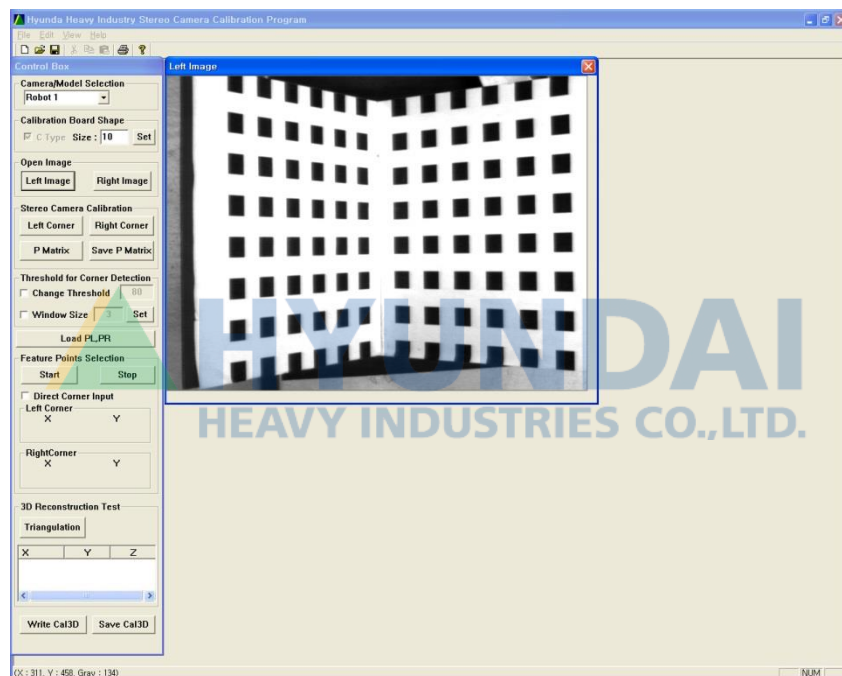 Hyunda Heavy Industry Stereo Camera Calibration Program
File Edit View Help
Control Box
Left Image
Camera/Model Selection
Robot 1
Calibration Board Shape
C Type Size : 10 Set
Open Image
Left Image Right Image
Stereo Camera Calibration
Left Corner Right Corner
P Matrix Save P Matrix
Threshold for Corner Detection
Change Threshold 80
Window Size 3 Set
Load PL,PR
Feature Points Selection
Start Stop
Direct Corner Input
Left Corner
X Y
RightCorner
X Y
3D Reconstruction Test
Triangulation
X Y Z
Write Cal3D Save Cal3D
HYUNDAI
HEAVY INDUSTRIES CO.,LTD.
(X : 311, Y : 458, Gray : 134)
NUM